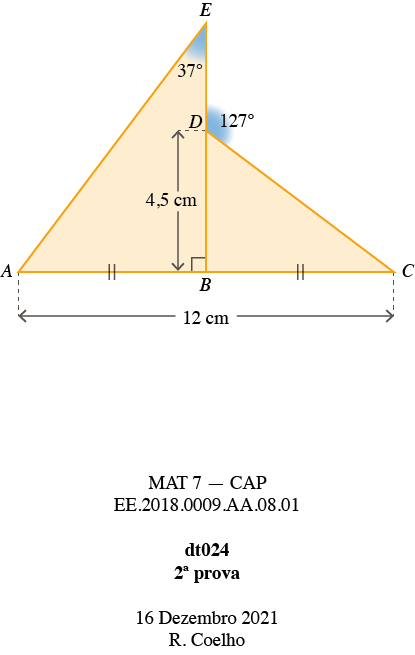 E
37°
D 127°
4,5 cm
A
B
C
12 cm
MAT 7 — CAP
EE.2018.0009.AA.08.01
dt024
2ª prova
16 Dezembro 2021
R. Coelho